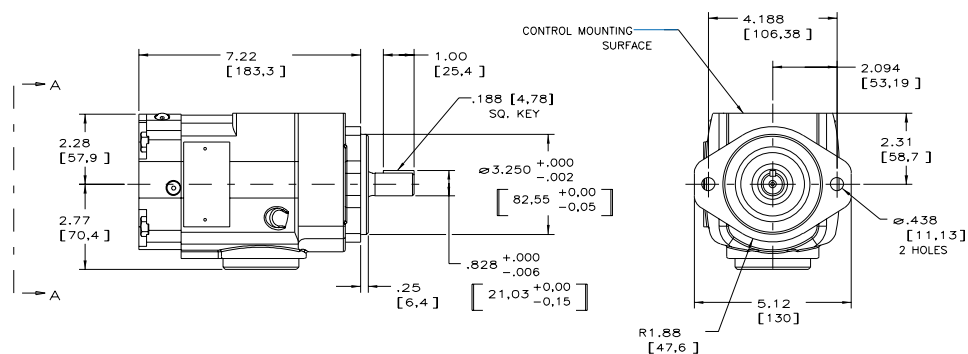 7.22
[183,3 ]
1.00
[25,4 ]
.188 [4,78]
SQ. KEY
A
2.28
[57,9 ]
2.77
[70,4 ]
A
⌀3.250 +.000 -.002
[ 82,55 +0,00 -0,05 ]
.828 +.000 -.006
[ 21,03 +0,00 -0,15 ]
.25
[6,4 ]
CONTROL MOUNTING
SURFACE
4.188
[106,38]
2.094
[53,19 ]
2.31
[58,7 ]
⌀.438
[11,13]
2 HOLES
5.12
[130]
R1.88
[47,6 ]